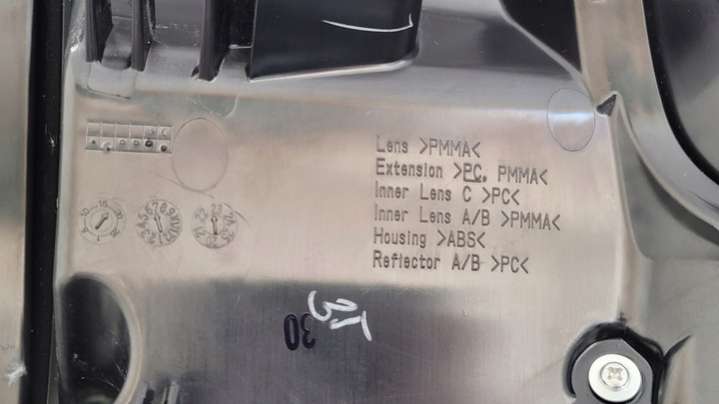 Lens >PMMA<
Extension >PC, PMMA<
Inner Lens C >PC<
Inner Lens A/B >PMMA<
Housing >ABS<
Reflector A/B >PC<
30